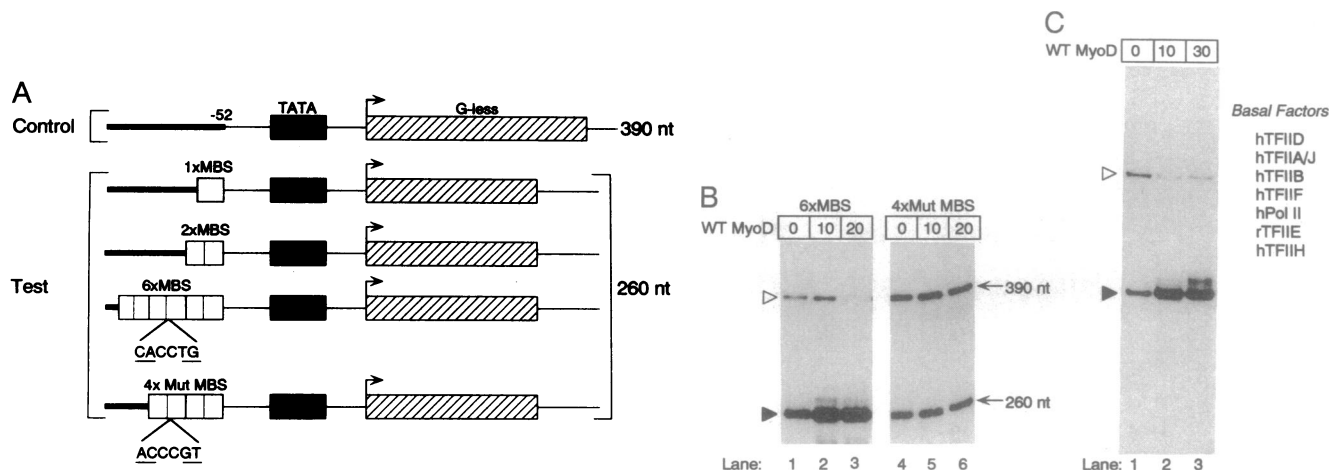 A
Control
-52
TATA
G-less
390 nt
Test
1xMBS
2xMBS
6xMBS
CACCTG
4x Mut MBS
ACCCGT
260 nt
B
6xMBS
4xMut MBS
WT MyoD
0 10 20
0 10 20
390 nt
260 nt
Lane: 1 2 3 4 5 6
C
WT MyoD
0 10 30
Basal Factors
hTFIID
hTFIIA/J
hTFIIB
hTFIIF
hPol II
rTFIIE
hTFIIH
Lane: 1 2 3